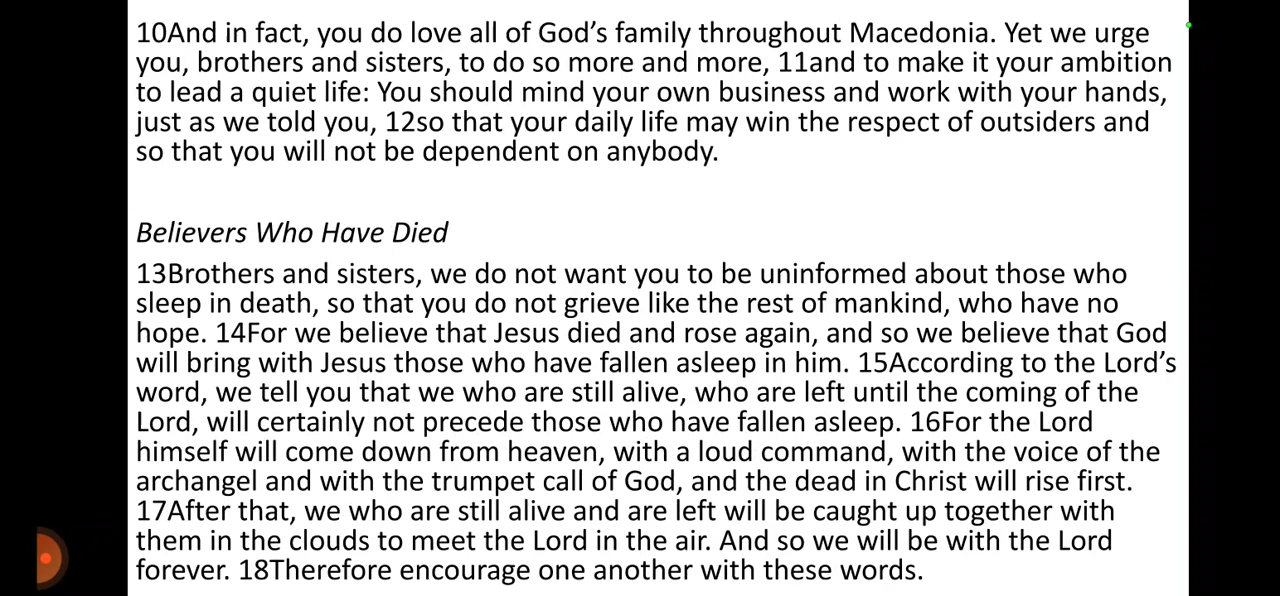 10And in fact, you do love all of God’s family throughout Macedonia. Yet we urge
you, brothers and sisters, to do so more and more, 11and to make it your ambition
to lead a quiet life: You should mind your own business and work with your hands,
just as we told you, 12so that your daily life may win the respect of outsiders and
so that you will not be dependent on anybody.
Believers Who Have Died
13Brothers and sisters, we do not want you to be uninformed about those who
sleep in death, so that you do not grieve like the rest of mankind, who have no
hope. 14For we believe that Jesus died and rose again, and so we believe that God
will bring with Jesus those who have fallen asleep in him. 15According to the Lord’s
word, we tell you that we who are still alive, who are left until the coming of the
Lord, will certainly not precede those who have fallen asleep. 16For the Lord
himself will come down from heaven, with a loud command, with the voice of the
archangel and with the trumpet call of God, and the dead in Christ will rise first.
17After that, we who are still alive and are left will be caught up together with
them in the clouds to meet the Lord in the air. And so we will be with the Lord
forever. 18Therefore encourage one another with these words.